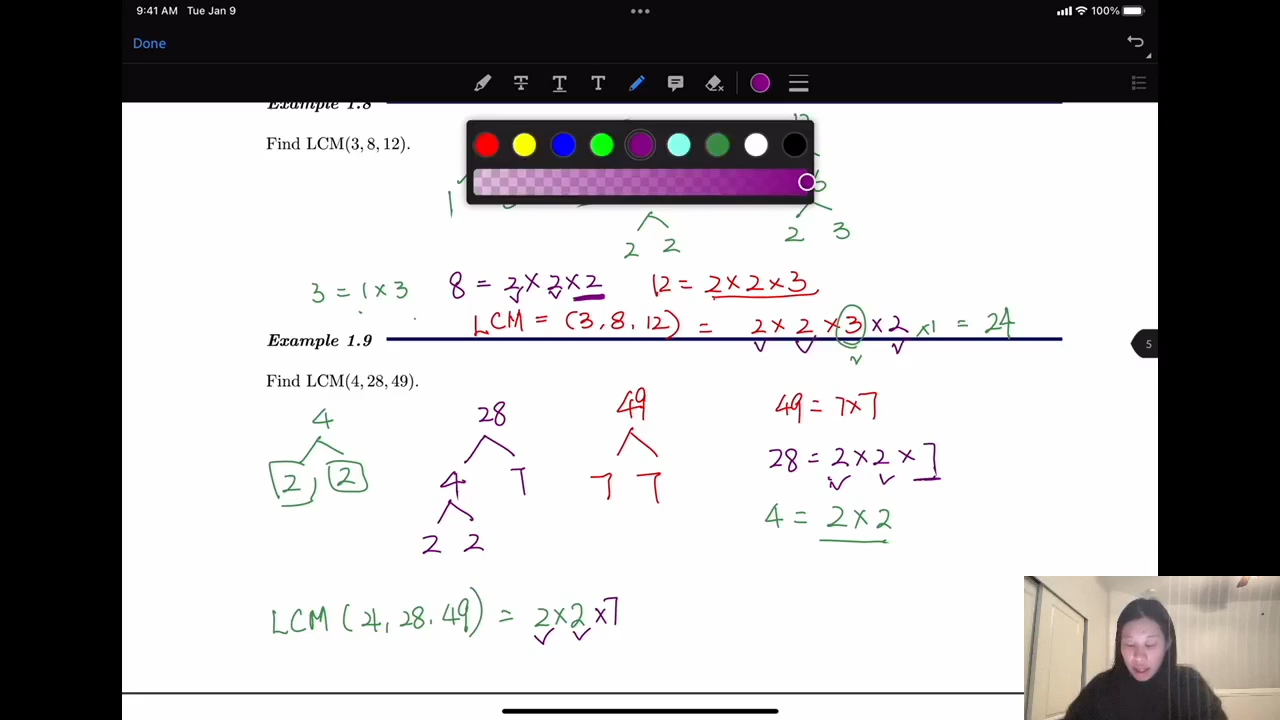 9:41 AM Tue Jan 9
100%
Done
T T T
Example 1.8
Find LCM(3, 8, 12).
12
1 6
2 2 2 3
3 = 1 × 3 8 = 2 × 2 × 2 12 = 2 × 2 × 3
LCM = (3, 8, 12) = 2 × 2 × 3 × 2 × 1 = 24
Example 1.9
5
Find LCM(4, 28, 49).
4 28 49 49 = 7 × 7
2 2 4 7 7 7 28 = 2 × 2 × 7
2 2 4 = 2 × 2
LCM (4, 28. 49) = 2 × 2 × 7